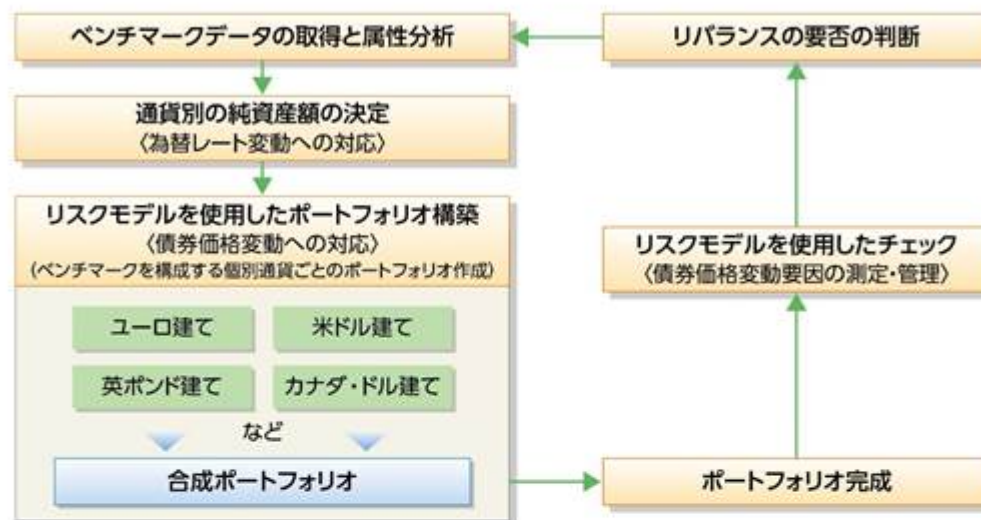 ベンチマークデータの取得と属性分析
リバランスの要否の判断
通貨別の純資産額の決定
〈為替レート変動への対応〉
リスクモデルを使用したポートフォリオ構築
〈債券価格変動への対応〉
(ベンチマークを構成する個別通貨ごとのポートフォリオ作成)
リスクモデルを使用したチェック
〈債券価格変動要因の測定・管理〉
ユーロ建て
米ドル建て
英ポンド建て
カナダ・ドル建て
など
合成ポートフォリオ
ポートフォリオ完成